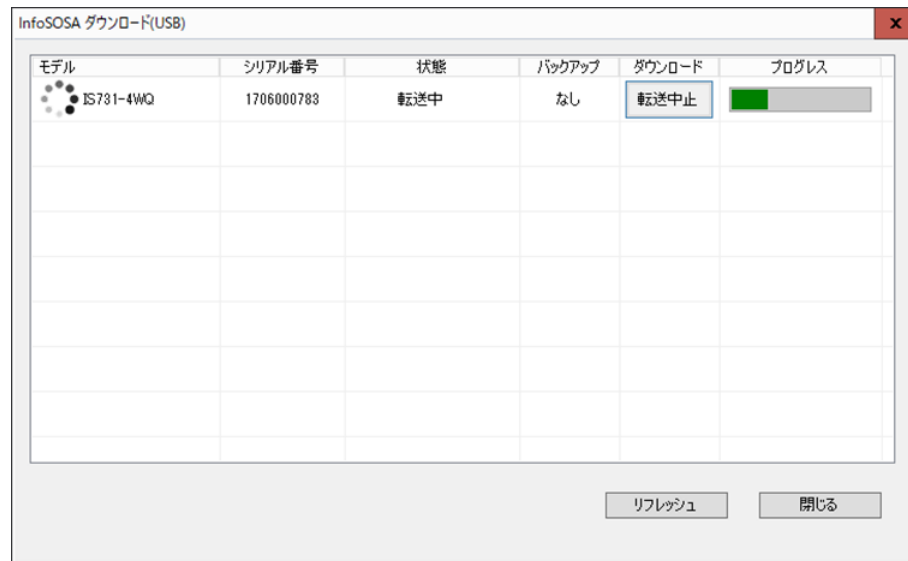 InfoSOSA ダウンロード(USB)
モデル シリアル番号 状態 バックアップ ダウンロード プログレス
IS731-4WQ 1706000783 転送中 なし 転送中止
リフレッシュ 閉じる